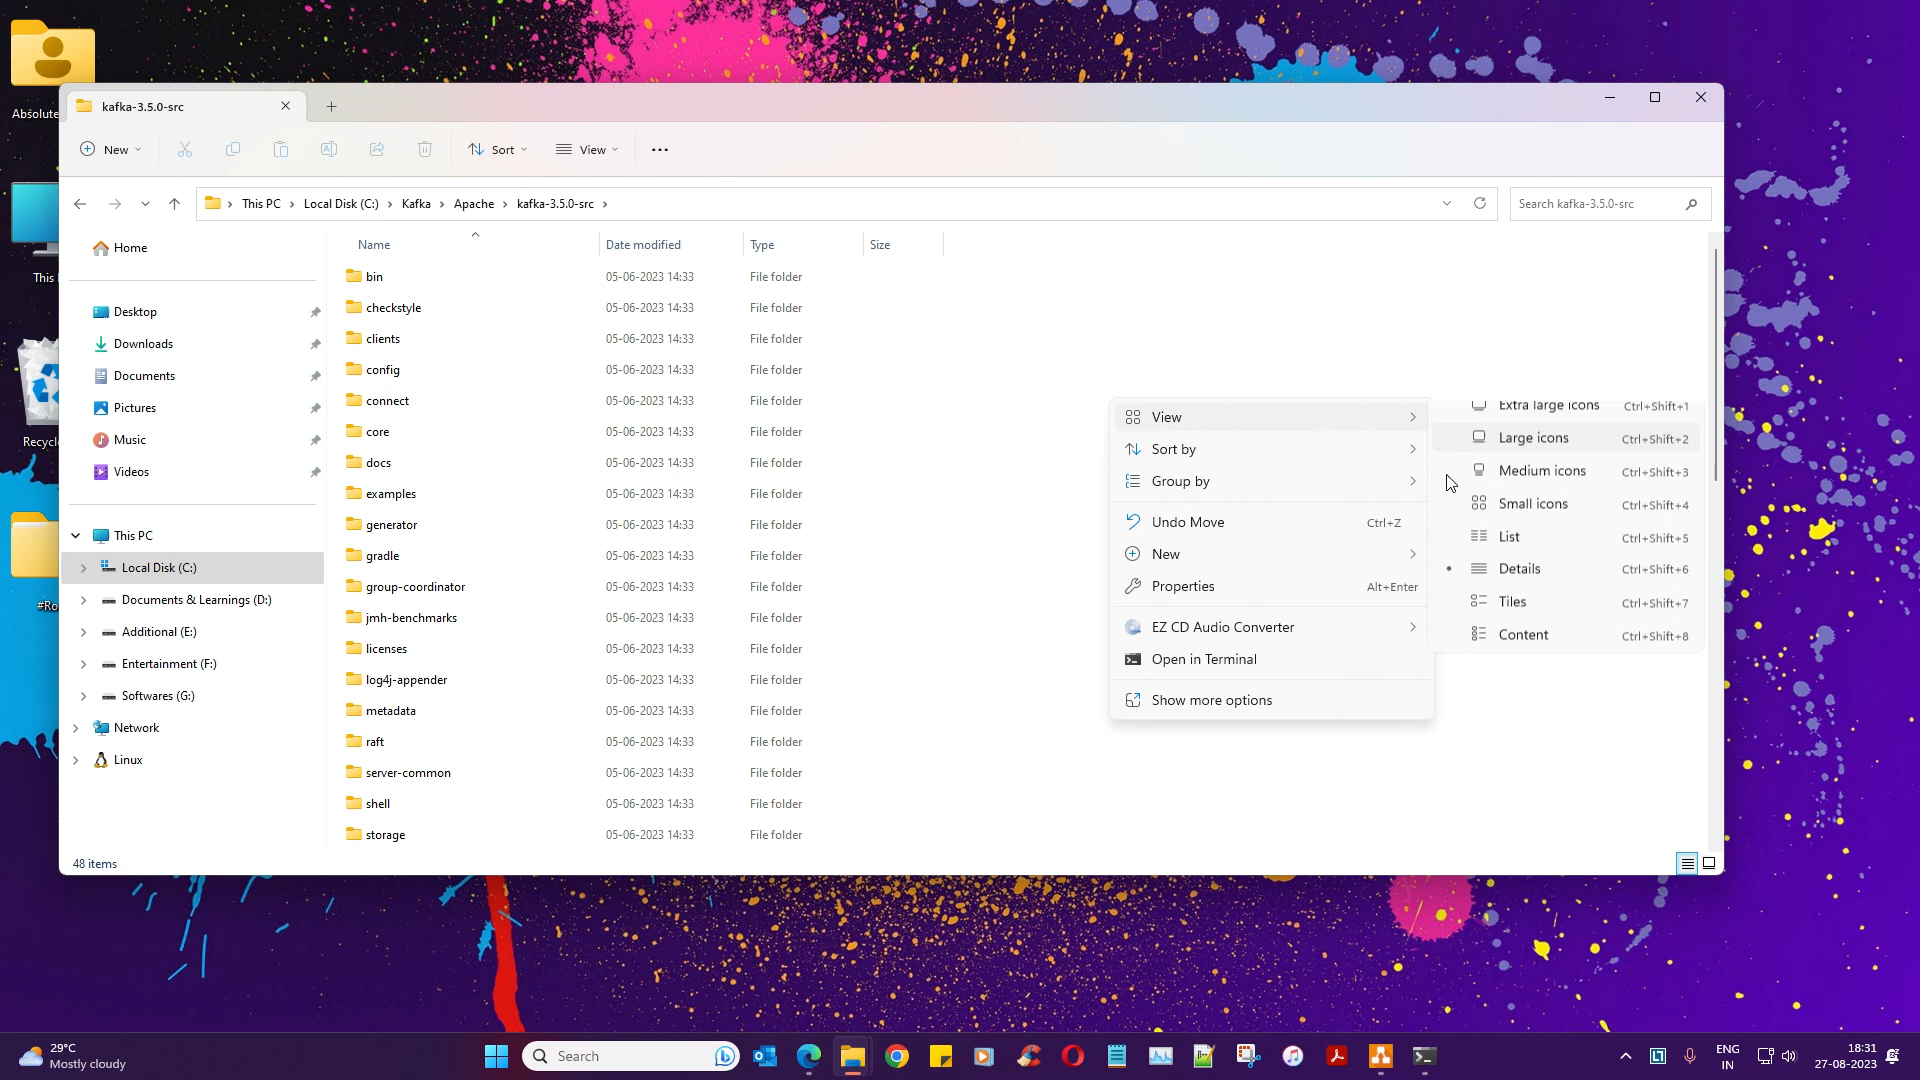 Absolute
This
Recycl
#Ro
kafka-3.5.0-src
New
Sort
View
This PC
Local Disk (C:)
Kafka
Apache
kafka-3.5.0-src
Search kafka-3.5.0-src
Home
Desktop
Downloads
Documents
Pictures
Music
Videos
This PC
Local Disk (C:)
Documents & Learnings (D:)
Additional (E:)
Entertainment (F:)
Softwares (G:)
Network
Linux
Name Date modified Type Size
bin 05-06-2023 14:33 File folder
checkstyle 05-06-2023 14:33 File folder
clients 05-06-2023 14:33 File folder
config 05-06-2023 14:33 File folder
connect 05-06-2023 14:33 File folder
core 05-06-2023 14:33 File folder
docs 05-06-2023 14:33 File folder
examples 05-06-2023 14:33 File folder
generator 05-06-2023 14:33 File folder
gradle 05-06-2023 14:33 File folder
group-coordinator 05-06-2023 14:33 File folder
jmh-benchmarks 05-06-2023 14:33 File folder
licenses 05-06-2023 14:33 File folder
log4j-appender 05-06-2023 14:33 File folder
metadata 05-06-2023 14:33 File folder
raft 05-06-2023 14:33 File folder
server-common 05-06-2023 14:33 File folder
shell 05-06-2023 14:33 File folder
storage 05-06-2023 14:33 File folder
View
Sort by
Group by
Undo Move Ctrl+Z
New
Properties Alt+Enter
EZ CD Audio Converter
Open in Terminal
Show more options
Extra large icons Ctrl+Shift+1
Large icons Ctrl+Shift+2
Medium icons Ctrl+Shift+3
Small icons Ctrl+Shift+4
List Ctrl+Shift+5
Details Ctrl+Shift+6
Tiles Ctrl+Shift+7
Content Ctrl+Shift+8
48 items
29°C
Mostly cloudy
Search
ENG
IN
18:31
27-08-2023